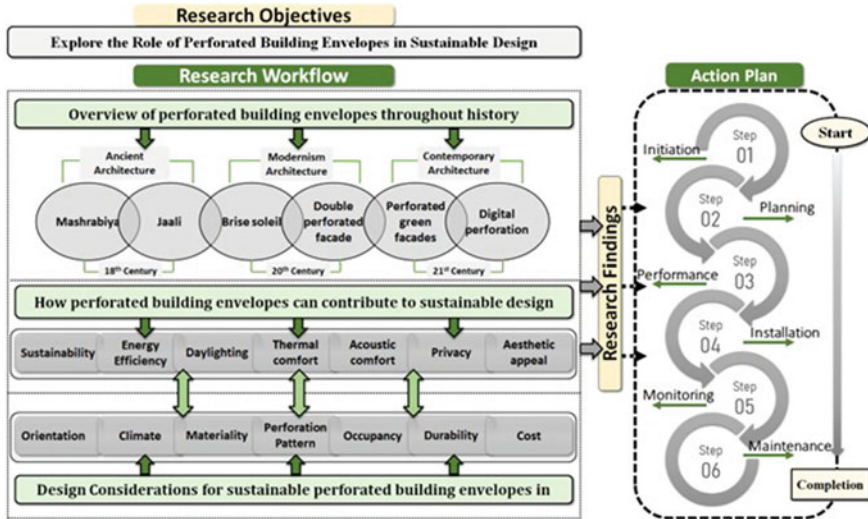 Research Objectives
Explore the Role of Perforated Building Envelopes in Sustainable Design
Research Workflow
Overview of perforated building envelopes throughout history
Ancient
Architecture
Modernism
Architecture
Contemporary
Architecture
Mashrabiya
Jaali
Brise soleil
Double
perforated
facade
Perforated
green
facades
Digital
perforation
18th Century
20th Century
21st Century
How perforated building envelopes can contribute to sustainable design
Sustainability
Energy
Efficiency
Daylighting
Thermal
comfort
Acoustic
comfort
Privacy
Aesthetic
appeal
Orientation
Climate
Materiality
Perforation
Pattern
Occupancy
Durability
Cost
Design Considerations for sustainable perforated building envelopes in
Research Findings
Action Plan
Start
Step
01
Initiation
Step
02
Planning
Step
03
Performance
Step
04
Installation
Step
05
Monitoring
Step
06
Maintenance
Completion